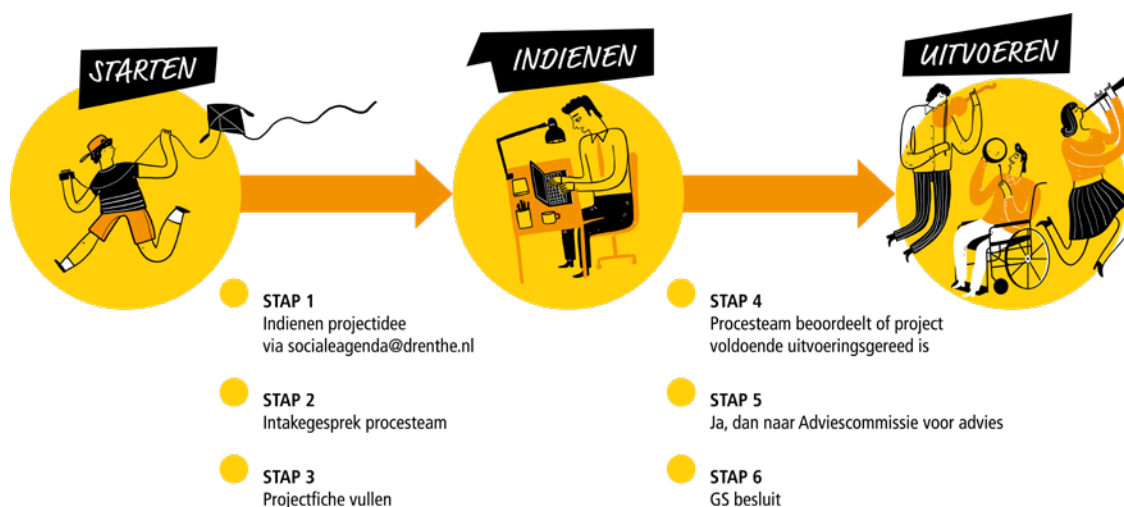 STARTEN
INDIENEN
UITVOEREN
STAP 1
Indienen projectidee
via socialeagenda@drenthe.nl
STAP 2
Intakegesprek procesteam
STAP 3
Projectfiche vullen
STAP 4
Procesteam beoordeelt of project
voldoende uitvoeringsgereed is
STAP 5
Ja, dan naar Adviescommissie voor advies
STAP 6
GS besluit